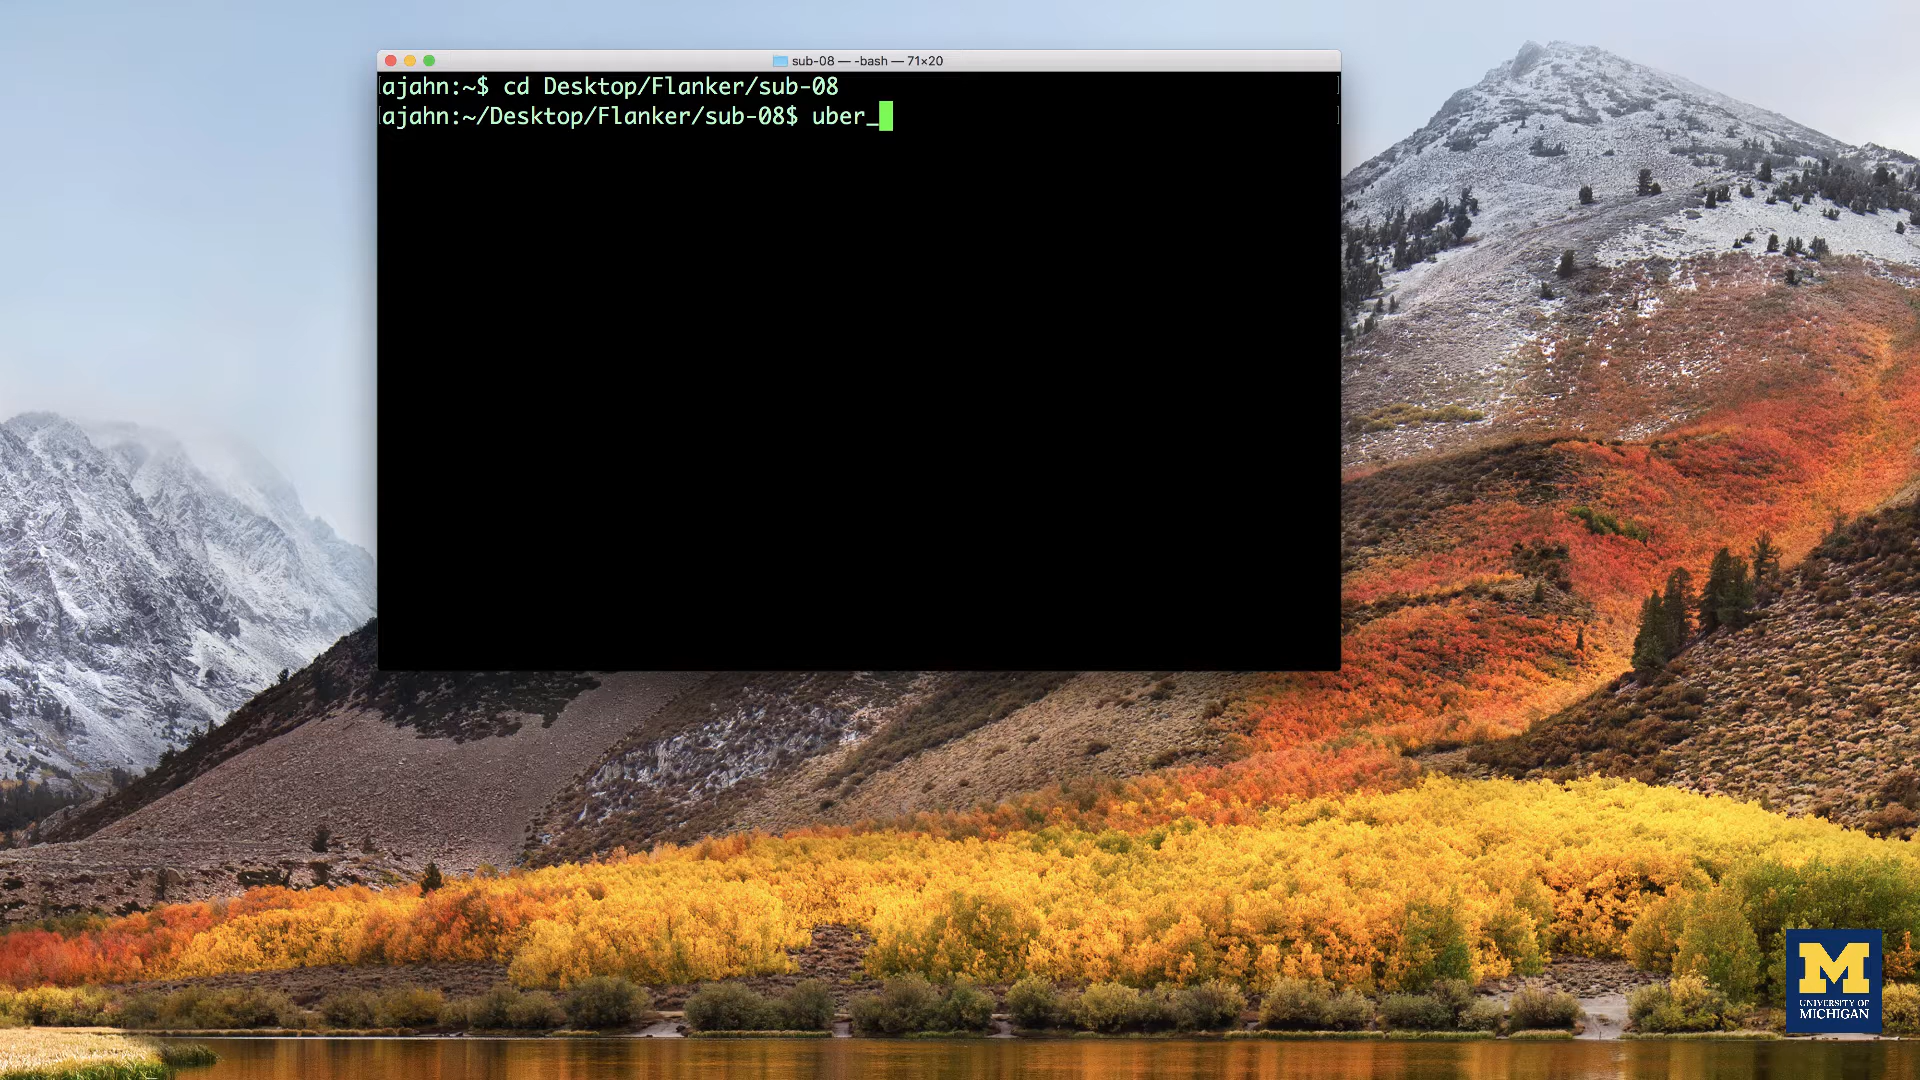 sub-08 — -bash — 71×20
ajahn:~$ cd Desktop/Flanker/sub-08
ajahn:~/Desktop/Flanker/sub-08$ uber_
M
UNIVERSITY OF
MICHIGAN